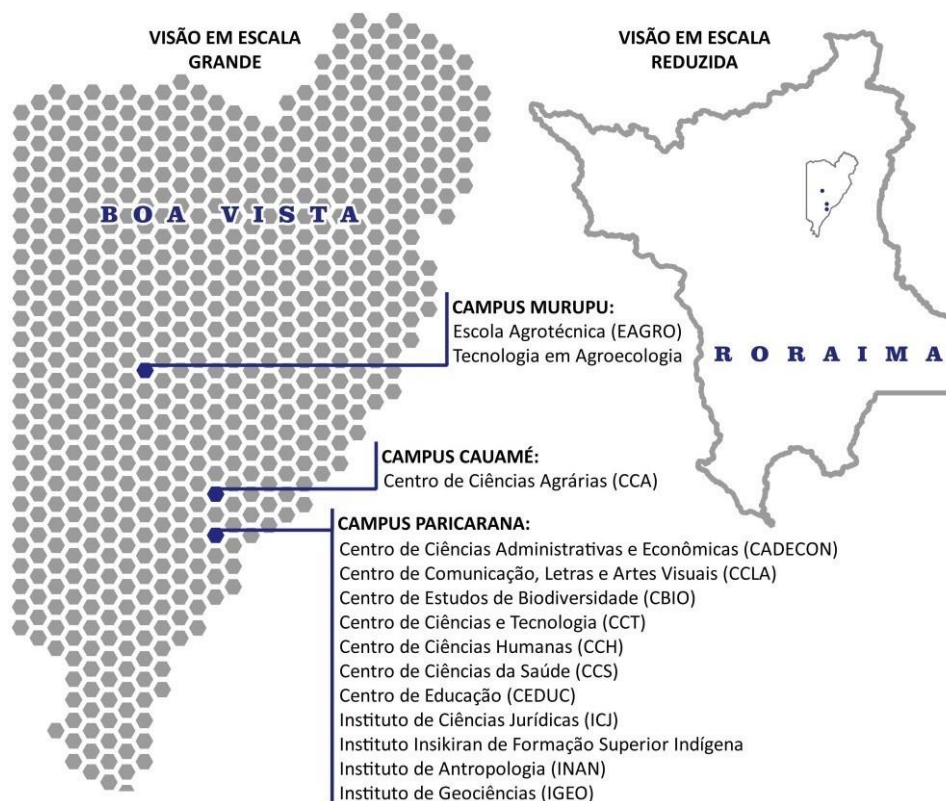 VISÃO EM ESCALA
GRANDE
VISÃO EM ESCALA
REDUZIDA
BOA VISTA
CAMPUS MURUPU:
Escola Agrotécnica (EAGRO)
Tecnologia em Agroecologia
RORAIMA
CAMPUS CAUAMÉ:
Centro de Ciências Agrárias (CCA)
CAMPUS PARICARANA:
Centro de Ciências Administrativas e Econômicas (CADECON)
Centro de Comunicação, Letras e Artes Visuais (CCLA)
Centro de Estudos de Biodiversidade (CBIO)
Centro de Ciências e Tecnologia (CCT)
Centro de Ciências Humanas (CCH)
Centro de Ciências da Saúde (CCS)
Centro de Educação (CEDUC)
Instituto de Ciências Jurídicas (ICJ)
Instituto Insikiran de Formação Superior Indígena
Instituto de Antropologia (INAN)
Instituto de Geociências (IGEO)